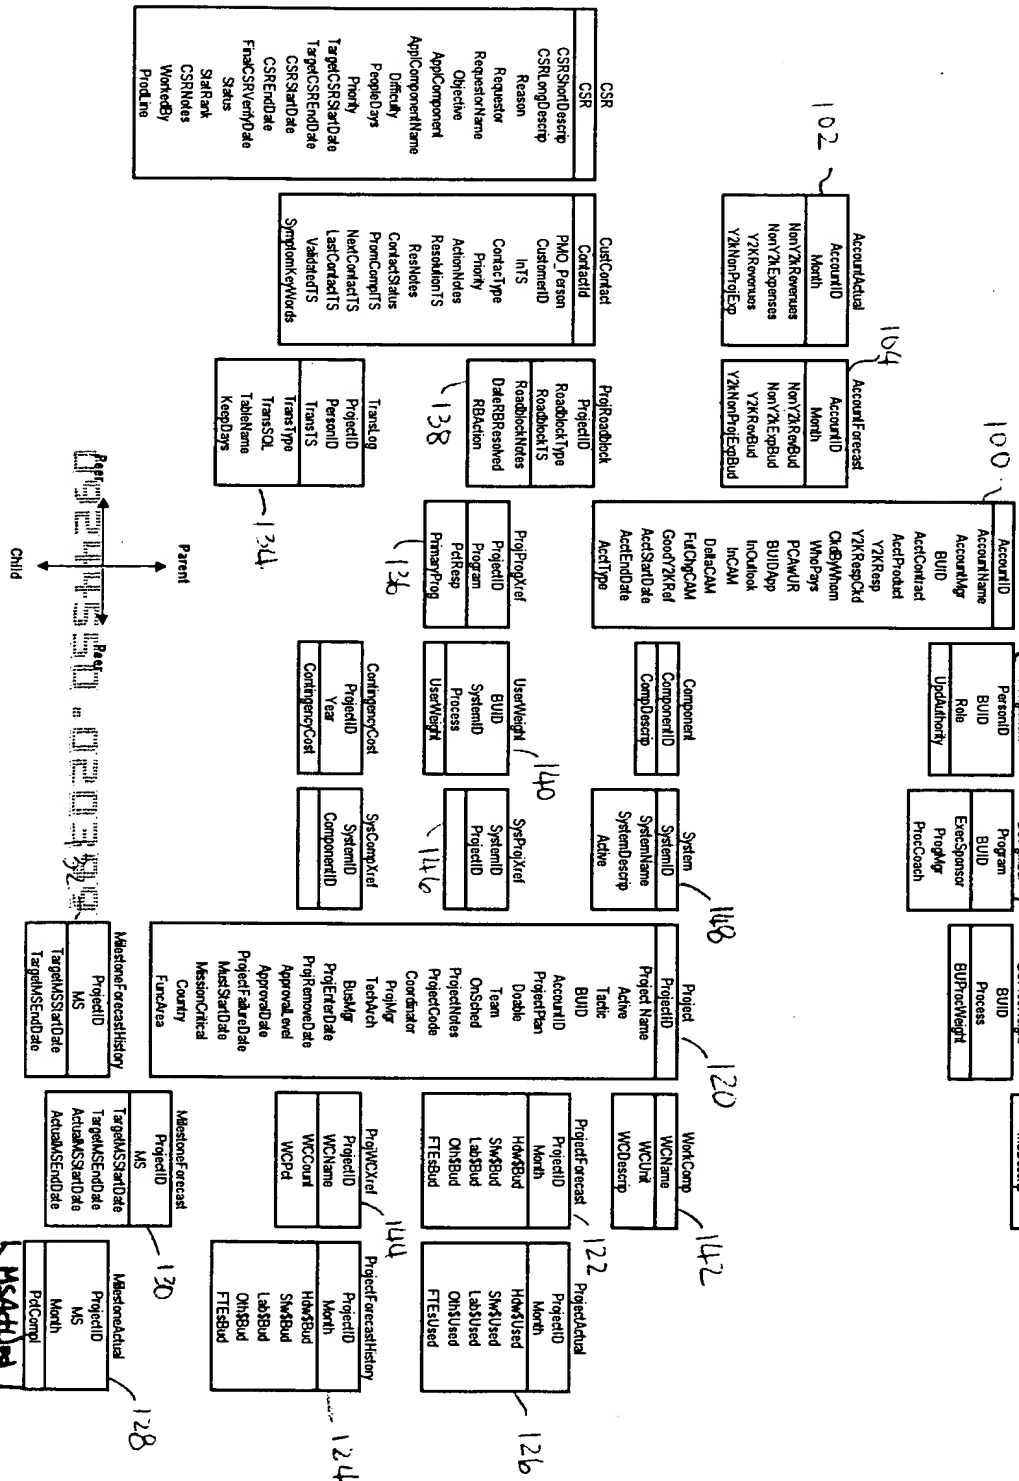 CSR
CSR
CSRShortDescrip
CSRLongDescrip
Reason
Requestor
RequestorName
Objective
ApplComponent
ApplComponentName
Difficulty
PeopleDays
Priority
TargetCSRStartDate
TargetCSREndDate
CSRStartDate
CSREndDate
FinalCSRVerifyDate
Status
StatRank
CSRNotes
WorkedBy
ProdLine
CustContact
ContactId
PMO_Person
CustomerID
InTS
ContacType
Priority
ActionNotes
ResolutionTS
ResNotes
ContactStatus
PromComplTS
NextContactTS
LastContactTS
ValidatedTS
SymptomKeyWords
102
AccountActual
AccountID
Month
NonY2kRevenues
NonY2kExpenses
Y2KRevenues
Y2kNonProjExp
104
AccountForecast
AccountID
Month
NonY2kRevBud
NonY2kExpBud
Y2KRevBud
Y2kNonProjExpBud
ProjRoadblock
ProjectID
RoadblockType
RoadblockTS
RoadblockNotes
DateRBResolved
RBAction
138
TransLog
ProjectID
PersonID
TransTS
TransType
TransSQL
TableName
KeepDays
134
100
AccountID
AccountName
AccountMgr
BUID
AcctContract
AcctProduct
Y2KResp
Y2KRespCkd
CkdByWhom
WhoPays
PCAwUR
BUIDApp
InOutlook
InCAM
DeltaCAM
FutChgCAM
GoodY2KRef
AcctStartDate
AcctEndDate
AcctType
ProjProgXref
ProjectID
Program
PctResp
PrimaryProg
136
PersonID
BUID
Role
UpdAuthority
Component
ComponentID
CompDescrip
UserWeight
BUID
SystemID
Process
UserWeight
140
ContingencyCost
ProjectID
Year
ContingencyCost
Program
BUID
ExecSponsor
ProgMgr
ProcCoach
System
SystemID
SystemName
SystemDescrip
Active
148
SysProjXref
SystemID
ProjectID
146
SysCompXref
SystemID
ComponentID
BUID
Process
BUProcWeight
Project
ProjectID
Project Name
Active
Tactic
BUID
AccountID
ProjectPlan
Doable
Team
OnSched
ProjectNotes
ProjectCode
Coordinator
ProjMgr
TechArch
BusMgr
ProjEnterDate
ProjRemoveDate
ApprovalLevel
ApprovalDate
ProjectFailureDate
MustStartDate
MissionCritical
Country
FuncArea
120
MilestoneForecastHistory
ProjectID
MS
TargetMSStartDate
TargetMSEndDate
WorkComp
WCName
WCUnit
WCDescrip
142
ProjectForecast
ProjectID
Month
Hdw$Bud
Sfw$Bud
Lab$Bud
Oth$Bud
FTEsBud
122
ProjWCXref
ProjectID
WCName
WCCount
WCPct
144
MilestoneForecast
ProjectID
MS
TargetMSStartDate
TargetMSEndDate
ActualMSStartDate
ActualMSEndDate
130
ProjectActual
ProjectID
Month
Hdw$Used
Sfw$Used
Lab$Used
Oth$Used
FTEsUsed
126
ProjectForecastHistory
ProjectID
Month
Hdw$Bud
Sfw$Bud
Lab$Bud
Oth$Bud
FTEsBud
124
MilestoneActual
ProjectID
MS
Month
PctCompl
128
Parent
Peer
Peer
Child